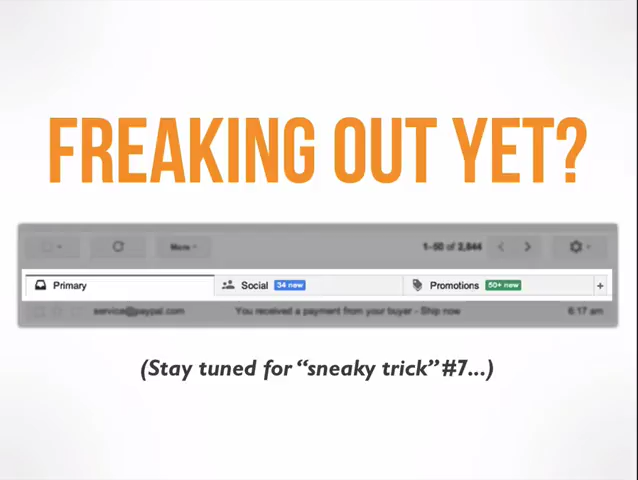 FREAKING OUT YET?
More
1-50 of 2,844
Primary
Social 34 new
Promotions 50+ new +
service@paypal.com You received a payment from your buyer - Ship now 6:17 am
(Stay tuned for “sneaky trick” #7...)